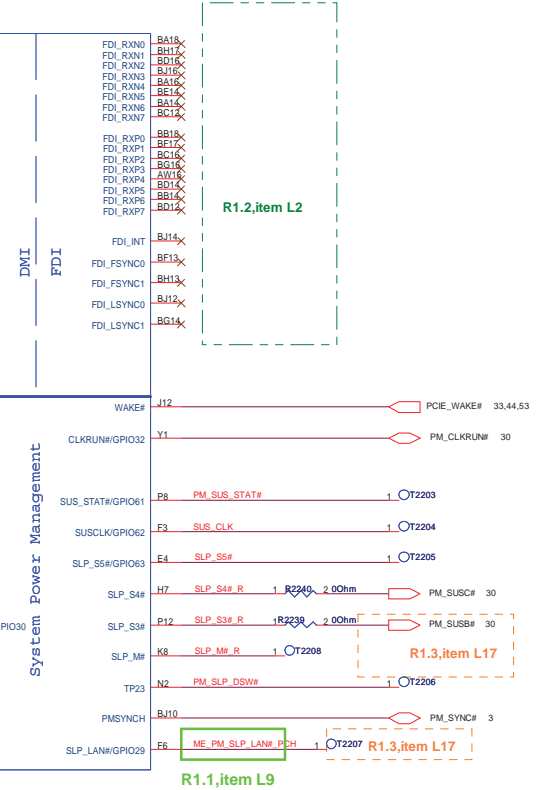 FDI_RXN0 BA18
FDI_RXN1 BH17
FDI_RXN2 BD16
FDI_RXN3 BJ16
FDI_RXN4 BA16
FDI_RXN5 BE14
FDI_RXN6 BA14
FDI_RXN7 BC12
FDI_RXP0 BB18
FDI_RXP1 BF17
FDI_RXP2 BC16
FDI_RXP3 BG16
FDI_RXP4 AW16
FDI_RXP5 BD14
FDI_RXP6 BB14
FDI_RXP7 BD12
R1.2,item L2
FDI_INT BJ14
DMI
FDI
FDI_FSYNC0 BF13
FDI_FSYNC1 BH13
FDI_LSYNC0 BJ12
FDI_LSYNC1 BG14
WAKE# J12 PCIE_WAKE# 33,44,53
CLKRUN#/GPIO32 Y1 PM_CLKRUN# 30
System Power Management
SUS_STAT#/GPIO61 P8 PM_SUS_STAT# 1 T2203
SUSCLK/GPIO62 F3 SUS_CLK 1 T2204
SLP_S5#/GPIO63 E4 SLP_S5# 1 T2205
SLP_S4# H7 SLP_S4#_R 1 R2240 2 0Ohm PM_SUSC# 30
PIO30 SLP_S3# P12 SLP_S3#_R 1 R2239 2 0Ohm PM_SUSB# 30
SLP_M# K8 SLP_M#_R 1 T2208 R1.3,item L17
TP23 N2 PM_SLP_DSW# 1 T2206
PMSYNCH BJ10 PM_SYNC# 3
SLP_LAN#/GPIO29 F6 ME_PM_SLP_LAN#_PCH 1 T2207 R1.3,item L17
R1.1,item L9